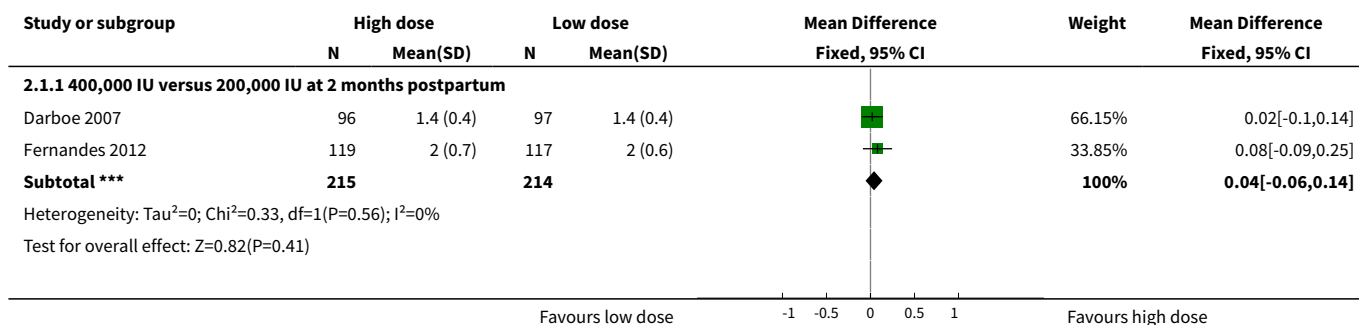 Study or subgroup High dose Low dose Mean Difference Weight Mean Difference
N Mean(SD) N Mean(SD) Fixed, 95% CI Fixed, 95% CI
2.1.1 400,000 IU versus 200,000 IU at 2 months postpartum
Darboe 2007 96 1.4 (0.4) 97 1.4 (0.4) 66.15% 0.02[-0.1,0.14]
Fernandes 2012 119 2 (0.7) 117 2 (0.6) 33.85% 0.08[-0.09,0.25]
Subtotal *** 215 214 100% 0.04[-0.06,0.14]
Heterogeneity: Tau²=0; Chi²=0.33, df=1(P=0.56); I²=0%
Test for overall effect: Z=0.82(P=0.41)
Favours low dose -1 -0.5 0 0.5 1 Favours high dose